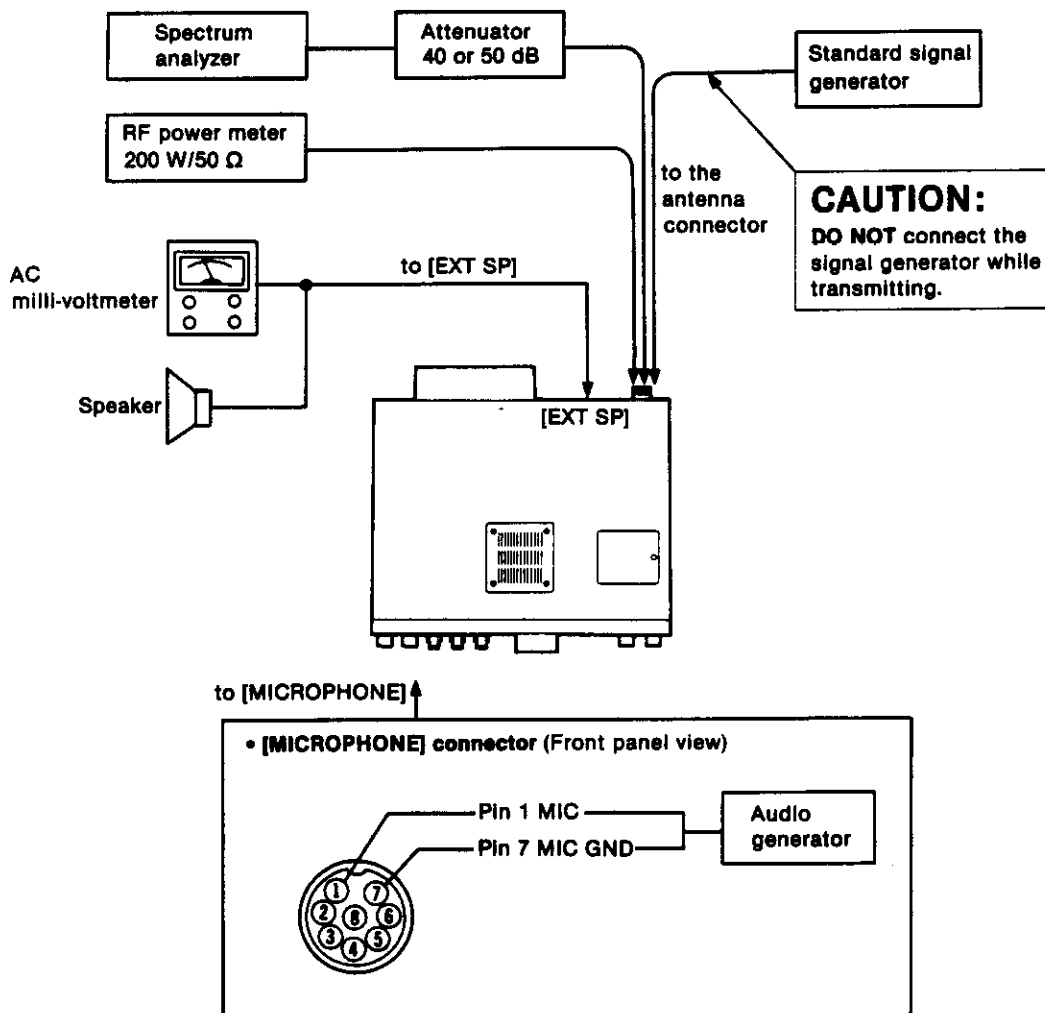 Spectrum
analyzer
Attenuator
40 or 50 dB
Standard signal
generator
RF power meter
200 W/50 Ω
to the
antenna
connector
CAUTION:
DO NOT connect the
signal generator while
transmitting.
AC
milli-voltmeter
to [EXT SP]
Speaker
[EXT SP]
to [MICROPHONE]
• [MICROPHONE] connector (Front panel view)
Pin 1 MIC
Pin 7 MIC GND
Audio
generator
1
7
2
8
6
3
5
4